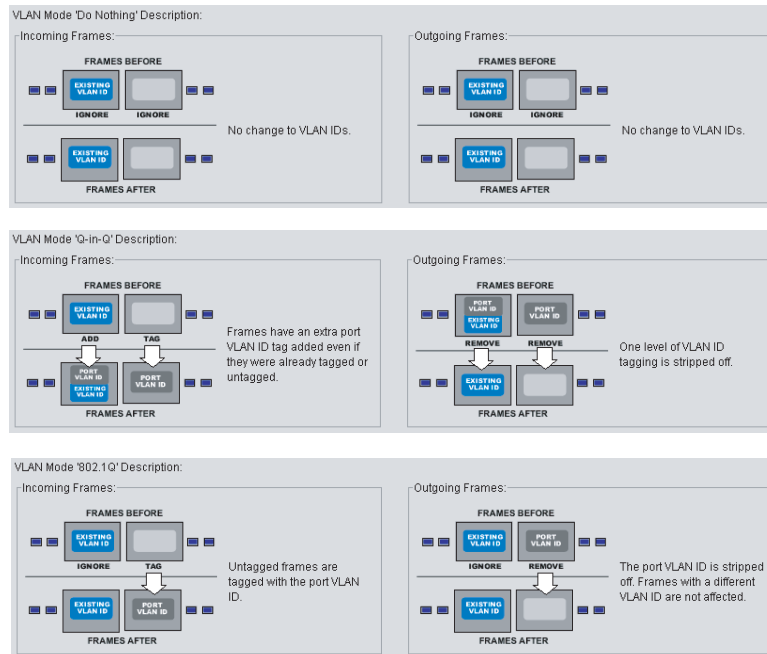 VLAN Mode 'Do Nothing' Description:
Incoming Frames:
FRAMES BEFORE
EXISTING
VLAN ID
IGNORE IGNORE
No change to VLAN IDs.
EXISTING
VLAN ID
FRAMES AFTER
Outgoing Frames:
FRAMES BEFORE
EXISTING
VLAN ID
IGNORE IGNORE
No change to VLAN IDs.
EXISTING
VLAN ID
FRAMES AFTER
VLAN Mode 'Q-in-Q' Description:
Incoming Frames:
FRAMES BEFORE
EXISTING
VLAN ID
ADD TAG
Frames have an extra port
VLAN ID tag added even if
they were already tagged or
untagged.
PORT
VLAN ID
EXISTING
VLAN ID
PORT
VLAN ID
FRAMES AFTER
Outgoing Frames:
FRAMES BEFORE
PORT
VLAN ID
EXISTING
VLAN ID
PORT
VLAN ID
REMOVE REMOVE
One level of VLAN ID
tagging is stripped off.
EXISTING
VLAN ID
FRAMES AFTER
VLAN Mode '802.1Q' Description:
Incoming Frames:
FRAMES BEFORE
EXISTING
VLAN ID
IGNORE TAG
Untagged frames are
tagged with the port VLAN
ID.
EXISTING
VLAN ID
PORT
VLAN ID
FRAMES AFTER
Outgoing Frames:
FRAMES BEFORE
EXISTING
VLAN ID
PORT
VLAN ID
IGNORE REMOVE
The port VLAN ID is stripped
off. Frames with a different
VLAN ID are not affected.
EXISTING
VLAN ID
FRAMES AFTER